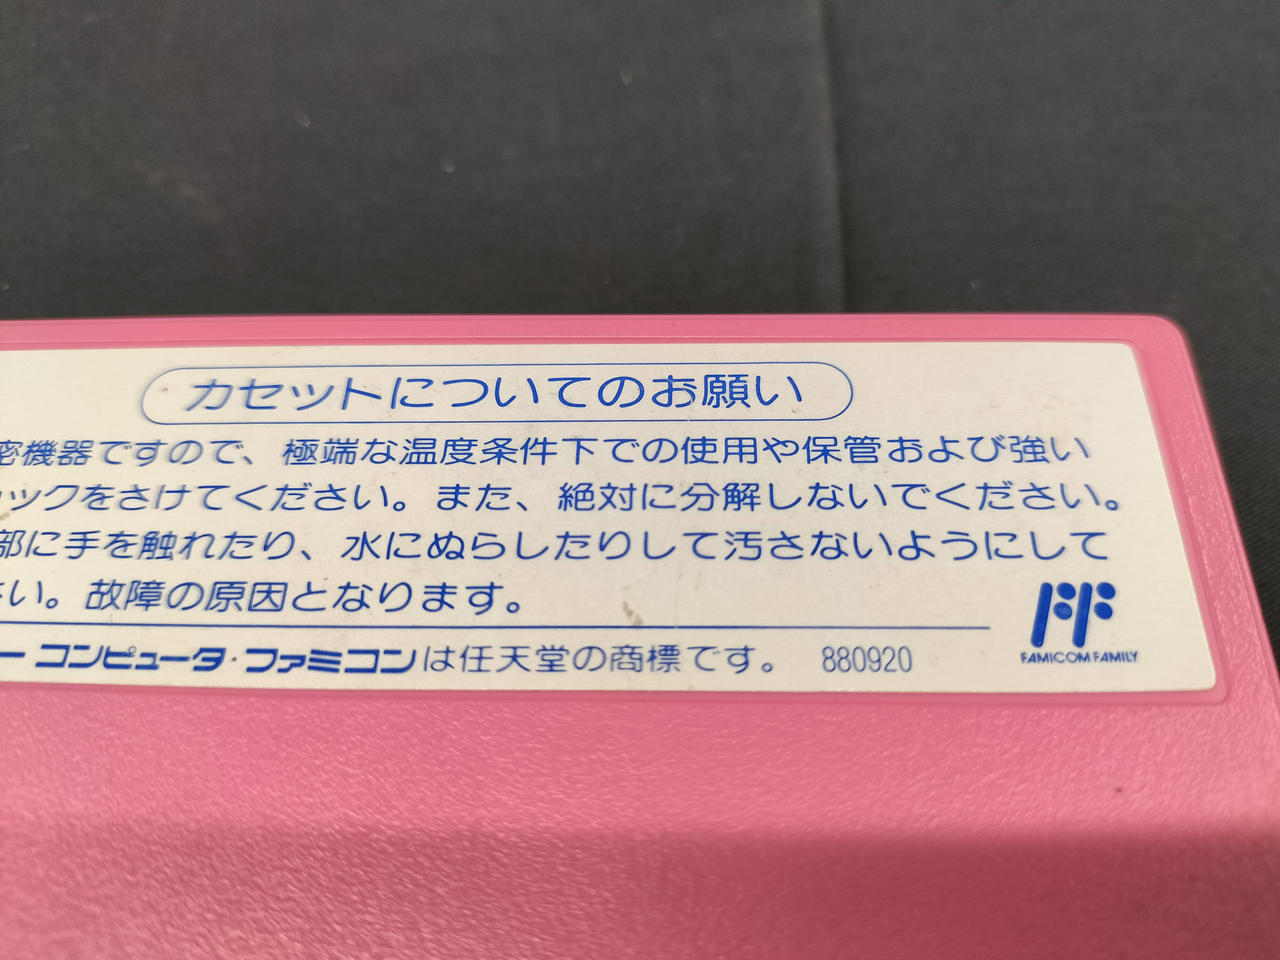 カセットについてのお願い
密機器ですので、極端な温度条件下での使用や保管および強い
ョックをさけてください。また、絶対に分解しないでください。
部に手を触れたり、水にぬらしたりして汚さないようにして
さい。故障の原因となります。
ー コンピュータ・ファミコンは任天堂の商標です。 880920
FF
FAMICOM FAMILY